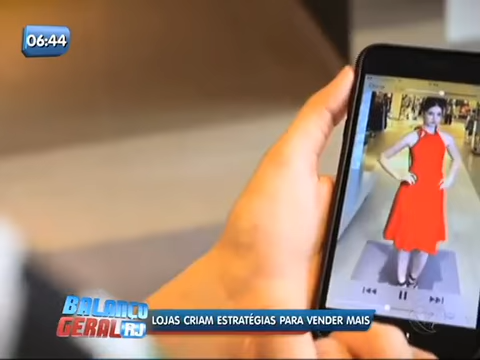 06:44
BALANÇO
GERAL RJ
LOJAS CRIAM ESTRATÉGIAS PARA VENDER MAIS